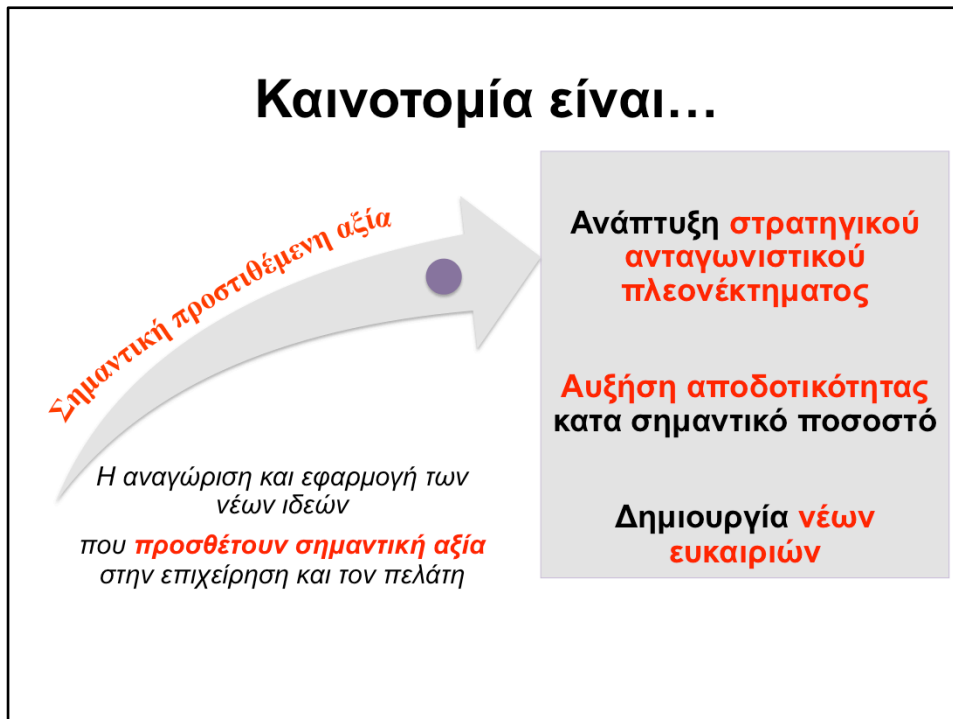 Καινοτομία είναι…
Σημαντική προστιθέμενη αξία
Η αναγώριση και εφαρμογή των
νέων ιδεών
που προσθέτουν σημαντική αξία
στην επιχείρηση και τον πελάτη
Ανάπτυξη στρατηγικού
ανταγωνιστικού
πλεονέκτηματος
Αυξήση αποδοτικότητας
κατα σημαντικό ποσοστό
Δημιουργία νέων
ευκαιριών